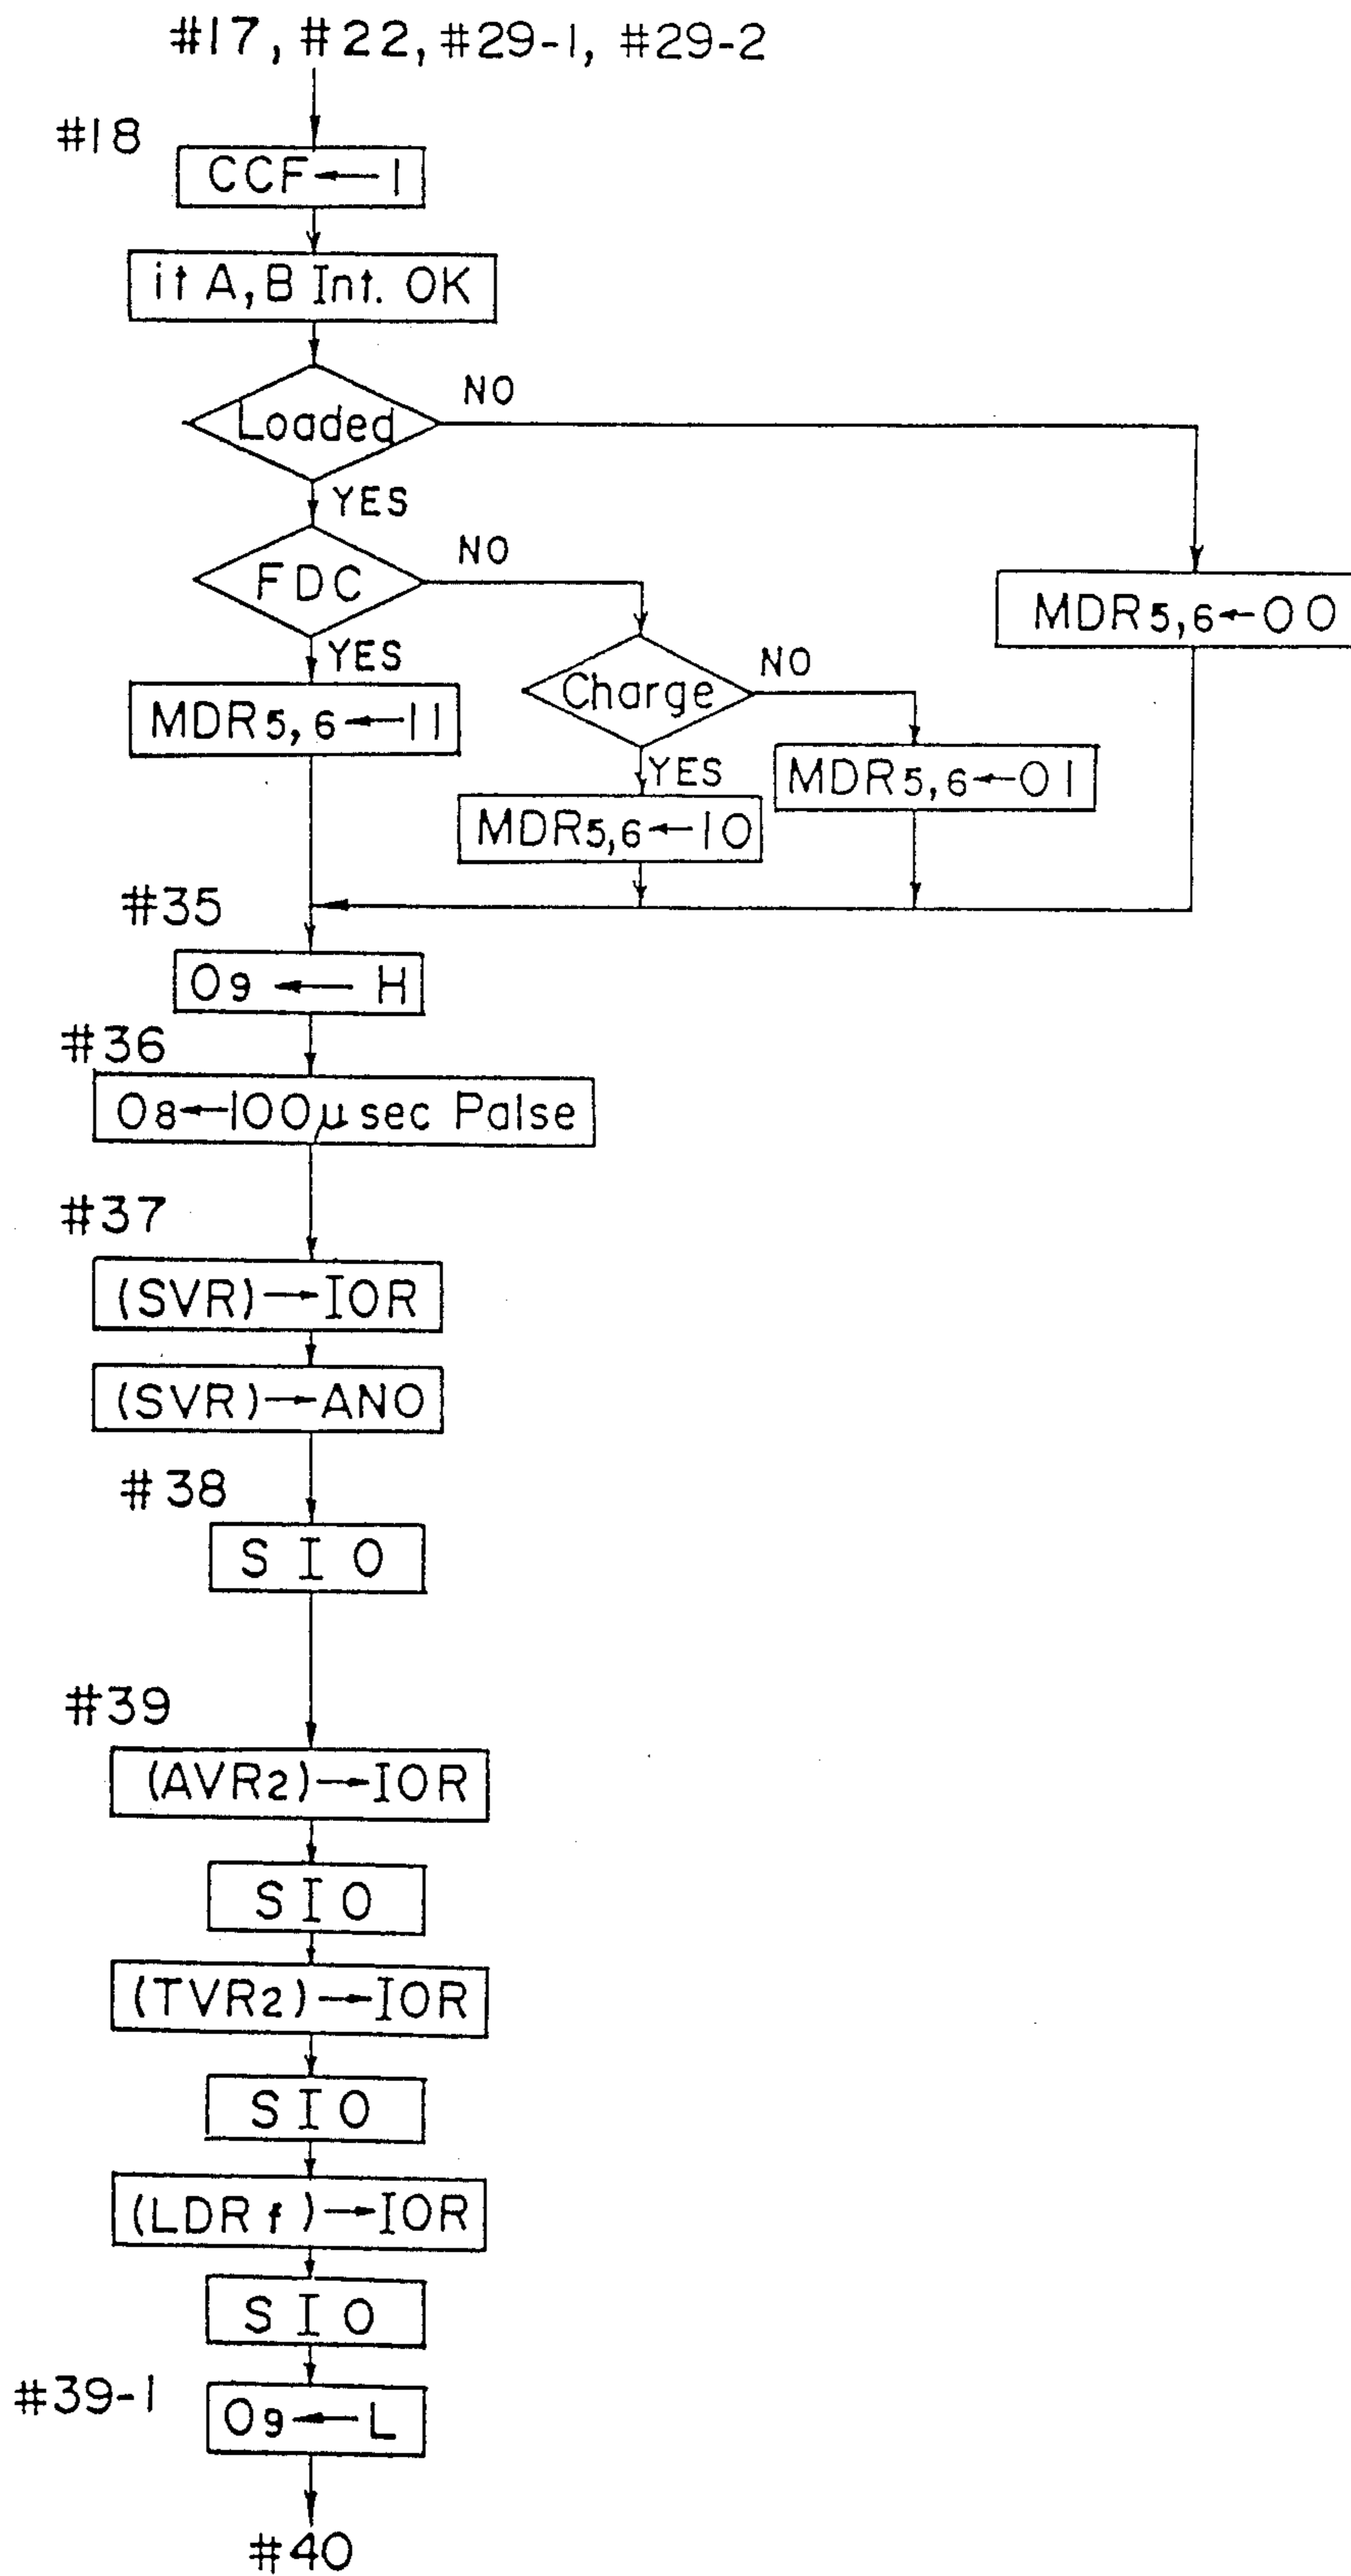 #17, #22, #29-1, #29-2
#18
CCF←1
it A, B Int. OK
Loaded
NO
YES
FDC
NO
YES
MDR5,6←00
Charge
NO
MDR5,6←11
YES
MDR5,6←01
MDR5,6←10
#35
O9 ← H
#36
O8←100μsec Palse
#37
(SVR)→IOR
(SVR)→ANO
#38
SIO
#39
(AVR2)→IOR
SIO
(TVR2)→IOR
SIO
(LDRf)→IOR
SIO
#39-1
O9←L
#40